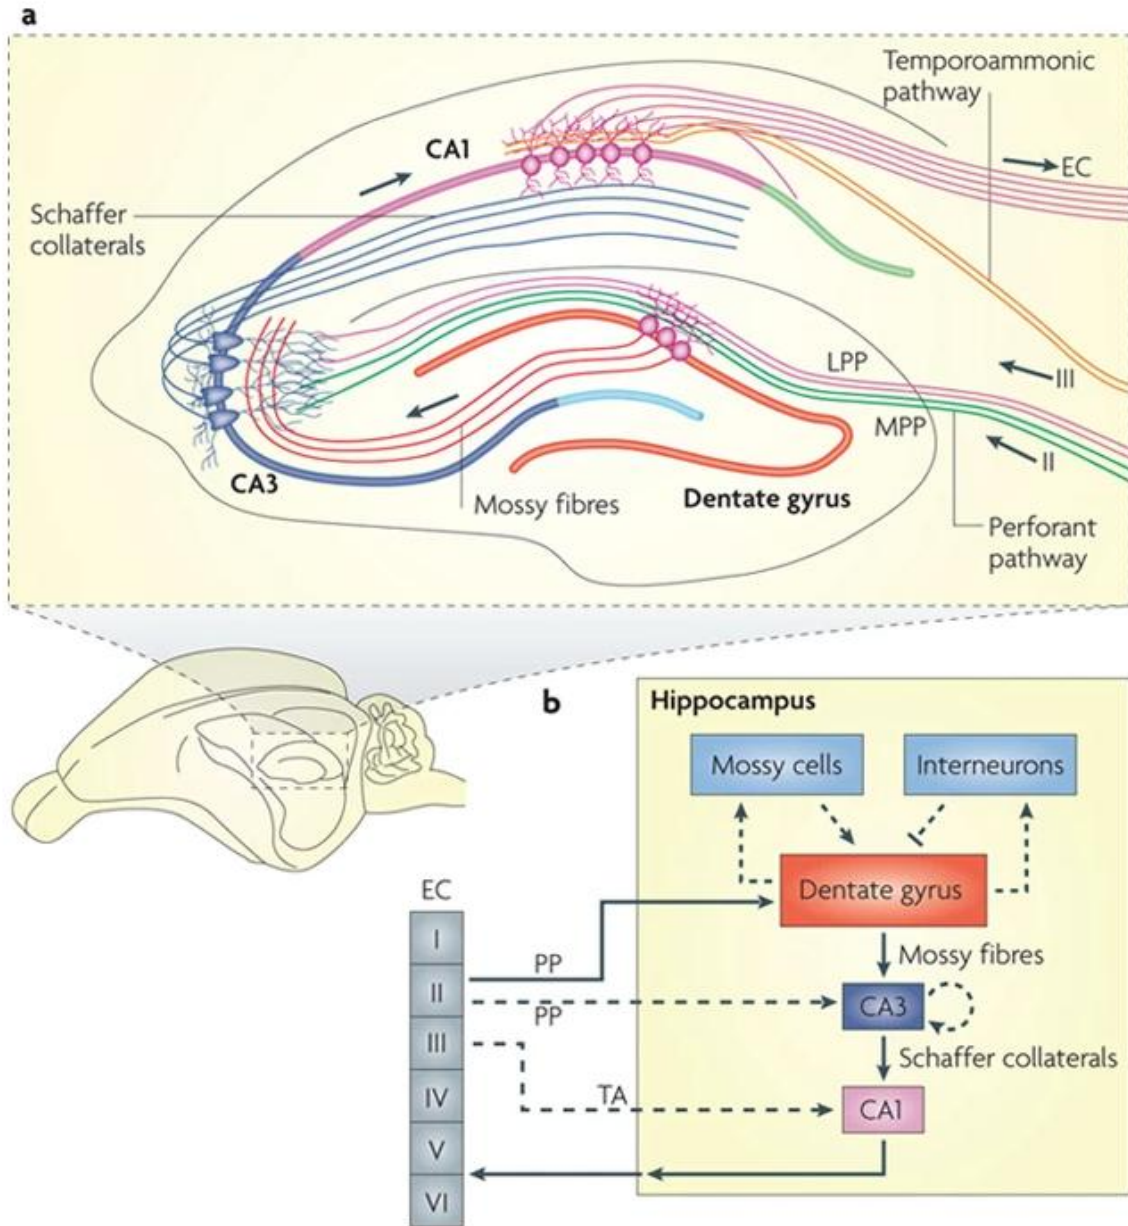 a
Temporoammonic
pathway
CA1
EC
Schaffer
collaterals
LPP
III
MPP
II
CA3
Mossy fibres
Dentate gyrus
Perforant
pathway
b
Hippocampus
Mossy cells
Interneurons
EC
Dentate gyrus
I
Mossy fibres
PP
II
CA3
PP
III
Schaffer collaterals
IV
TA
CA1
V
VI